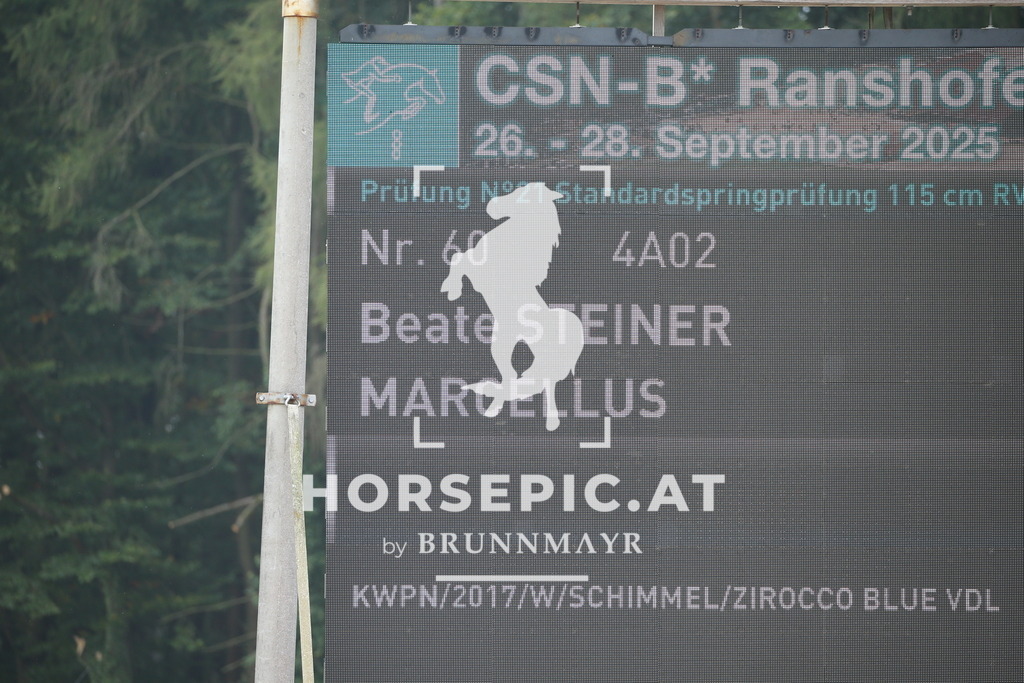 CSN-B* Ranshofe
26. - 28. September 2025
Prüfung N°21 Standardspringprüfung 115 cm RV
Nr. 60 4A02
Beate STEINER
MARCELLUS
HORSEPIC.AT
by BRUNNMAYR
KWPN/2017/W/SCHIMMEL/ZIROCCO BLUE VDL